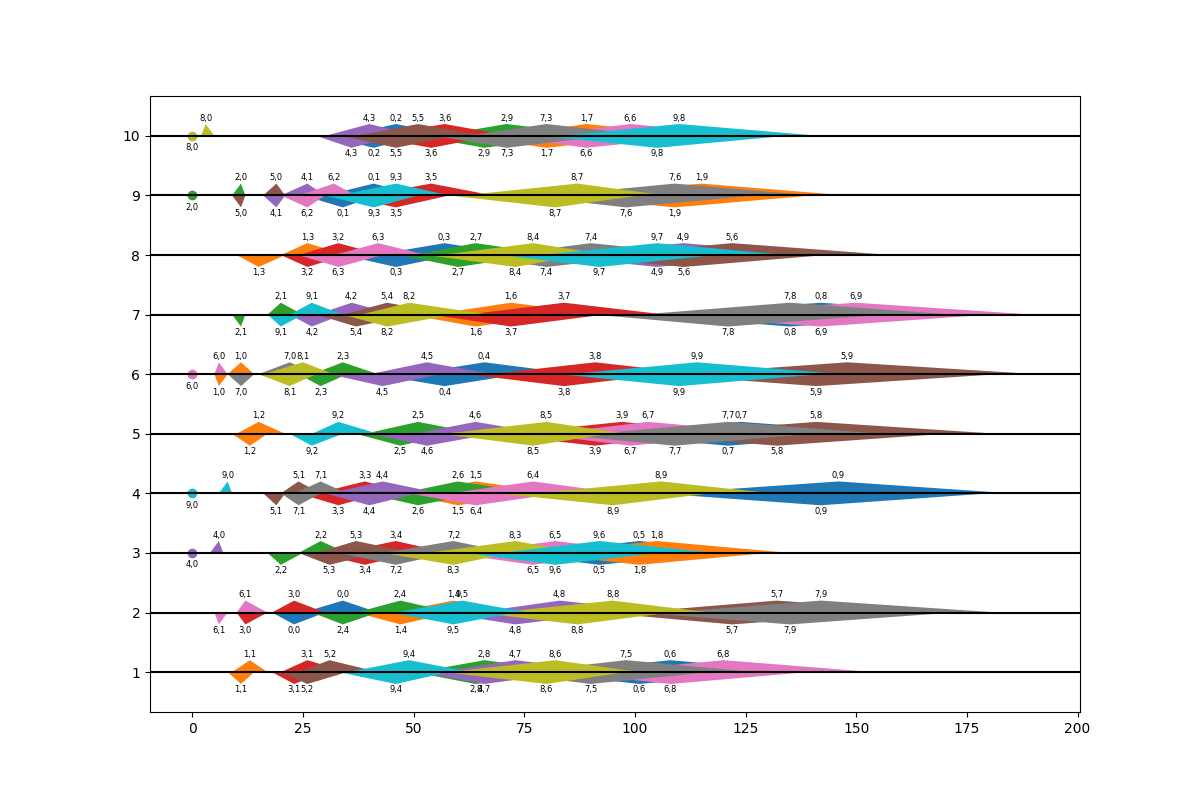 8,0 4,3 0,2 5,5 3,6 2,9 7,3 1,7 6,6 9,8
10
8,0 4,3 0,2 5,5 3,6 2,9 7,3 1,7 6,6 9,8
2,0 5,0 4,1 6,2 0,1 9,3 3,5 8,7 7,6 1,9
9
5,0 4,1 6,2 0,1 9,3 3,5 8,7 7,6 1,9
1,3 3,2 6,3 0,3 2,7 8,4 7,4 9,7 4,9 5,6
8
1,3 3,2 6,3 0,3 2,7 8,4 7,4 9,7 4,9 5,6
2,1 9,1 4,2 5,4 8,2 1,6 3,7 7,8 0,8 6,9
7
2,1 9,1 4,2 5,4 8,2 1,6 3,7 7,8 0,8 6,9
6,0 1,0 7,0 8,1 2,3 4,5 0,4 3,8 9,9 5,9
6
6,0 1,0 7,0 8,1 2,3 4,5 0,4 3,8 9,9 5,9
1,2 9,2 2,5 4,6 8,5 3,9 6,7 7,7 0,7 5,8
5
1,2 9,2 2,5 4,6 8,5 3,9 6,7 7,7 0,7 5,8
9,0 5,1 7,1 3,3 4,4 2,6 1,5 6,4 8,9 0,9
4
9,0 5,1 7,1 3,3 4,4 2,6 1,5 6,4 8,9 0,9
4,0 2,2 5,3 3,4 7,2 8,3 6,5 9,6 0,5 1,8
3
4,0 2,2 5,3 3,4 7,2 8,3 6,5 9,6 0,5 1,8
6,1 3,0 0,0 2,4 1,4 9,5 4,8 8,8 5,7 7,9
2
6,1 3,0 0,0 2,4 1,4 9,5 4,8 8,8 5,7 7,9
1,1 3,1 5,2 9,4 2,8 4,7 8,6 7,5 0,6 6,8
1
1,1 3,1 5,2 9,4 2,8 4,7 8,6 7,5 0,6 6,8
0 25 50 75 100 125 150 175 200